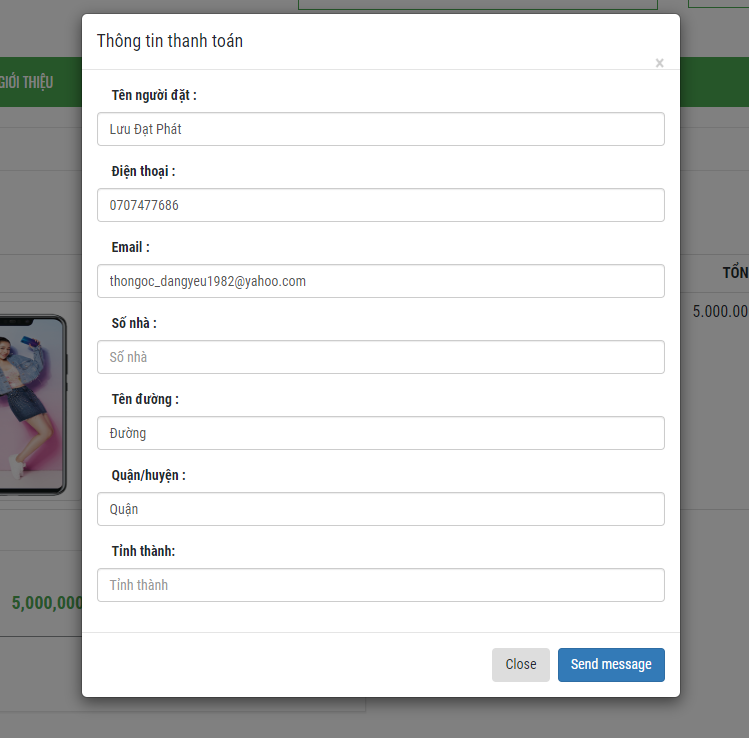 Thông tin thanh toán
×
GIỚI THIỆU
Tên người đặt :
Lưu Đạt Phát
Điện thoại :
0707477686
Email :
thongoc_dangyeu1982@yahoo.com
TỔN
5.000.00
Số nhà :
Số nhà
Tên đường :
Đường
Quận/huyện :
Quận
Tỉnh thành:
Tỉnh thành
5,000,000
Close
Send message